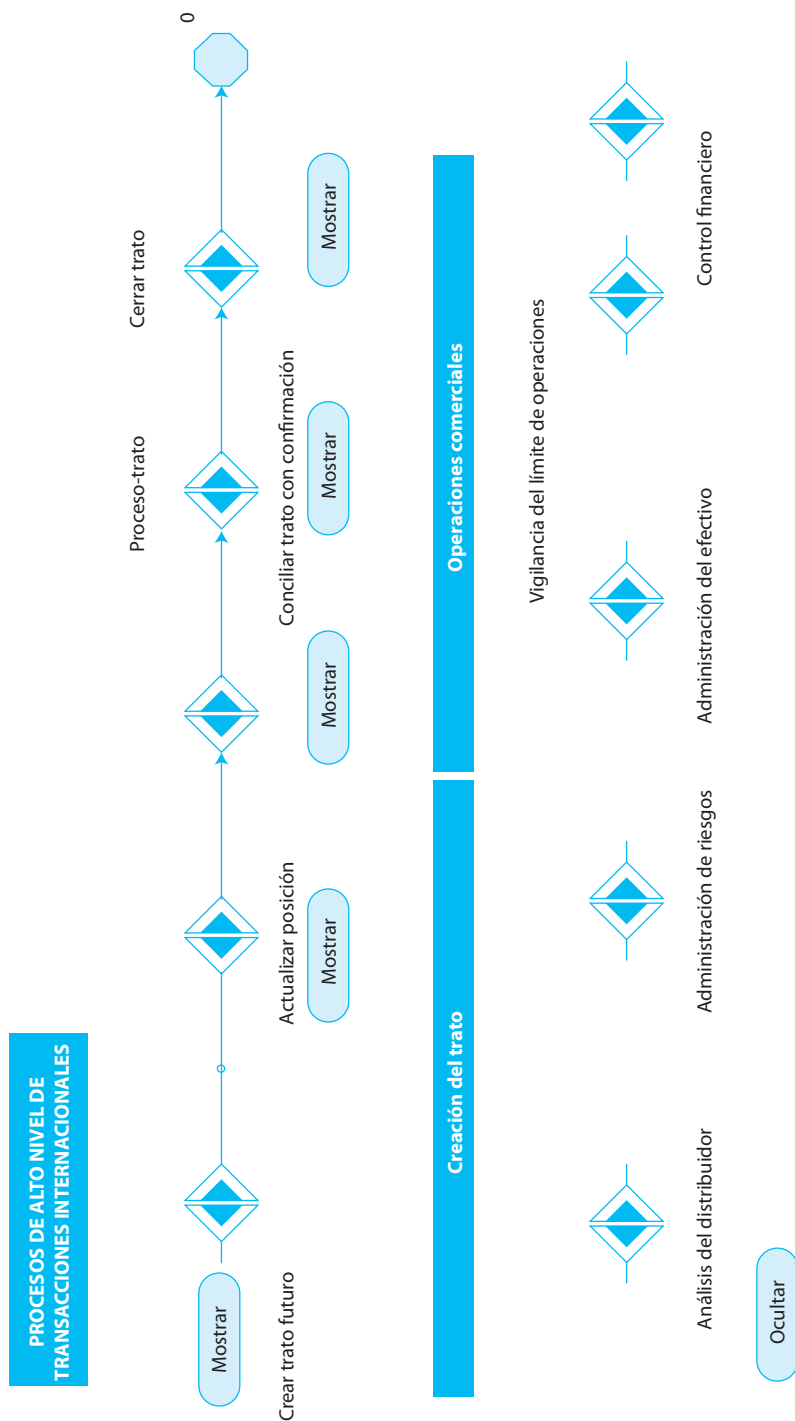 PROCESOS DE ALTO NIVEL DE
TRANSACCIONES INTERNACIONALES
0
Proceso-trato
Cerrar trato
Mostrar
Crear trato futuro
Actualizar posición
Conciliar trato con confirmación
Mostrar
Mostrar
Mostrar
Mostrar
Creación del trato
Operaciones comerciales
Vigilancia del límite de operaciones
Análisis del distribuidor
Administración de riesgos
Administración del efectivo
Control financiero
Ocultar